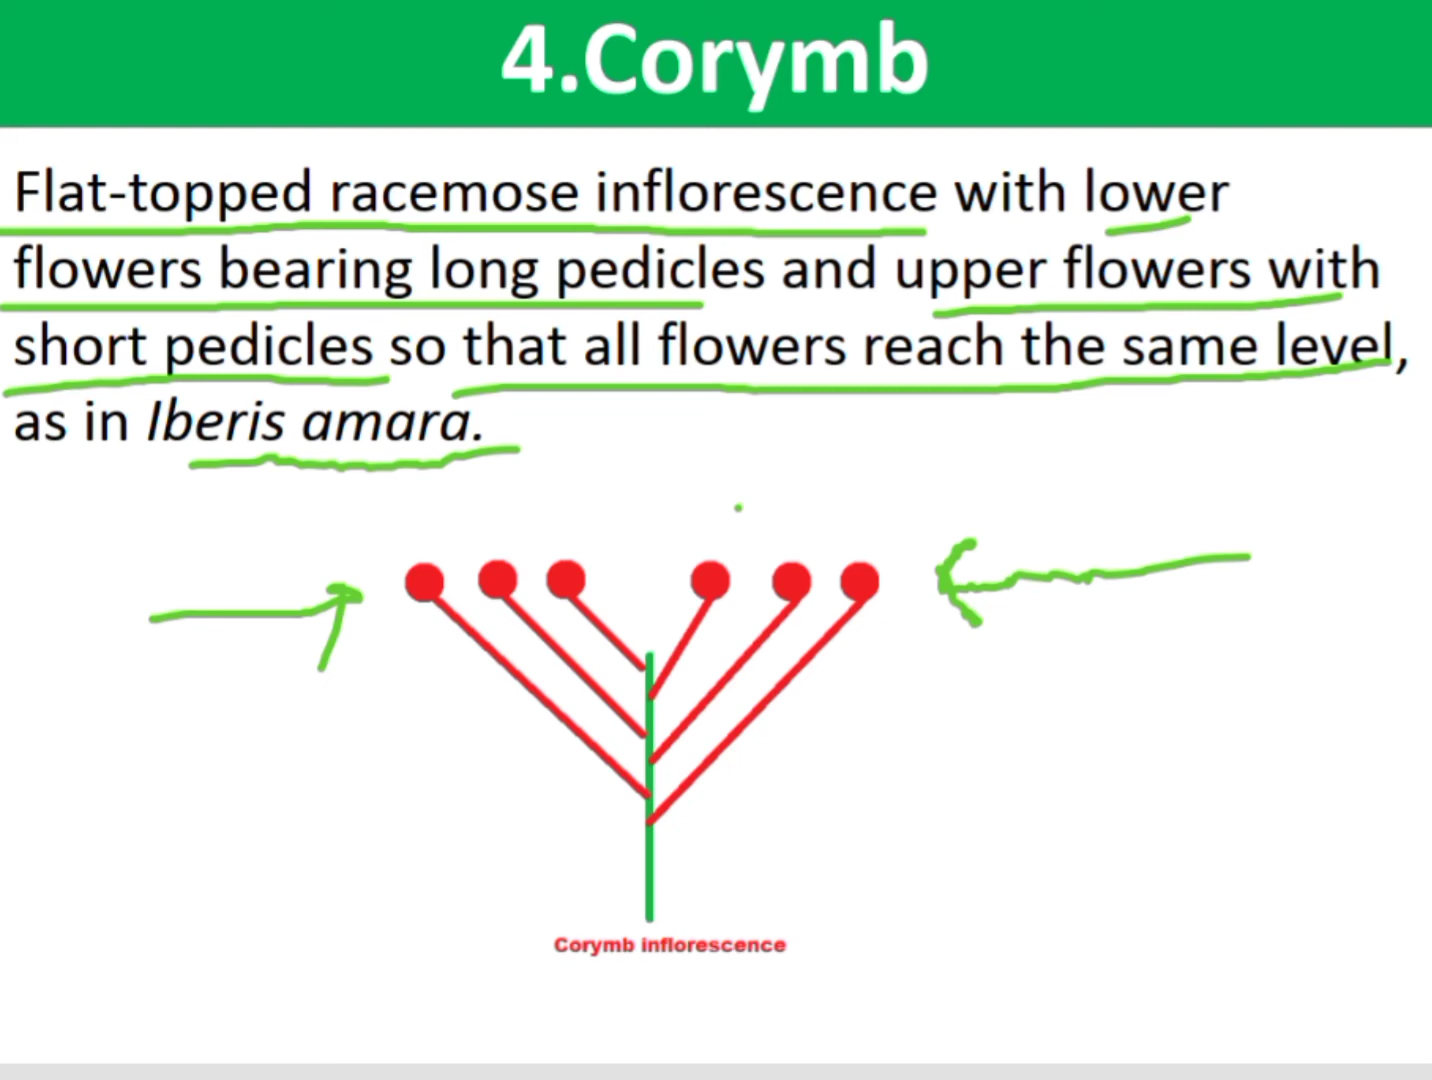 4.Corymb
Flat-topped racemose inflorescence with lower
flowers bearing long pedicles and upper flowers with
short pedicles so that all flowers reach the same level,
as in Iberis amara.
Corymb inflorescence